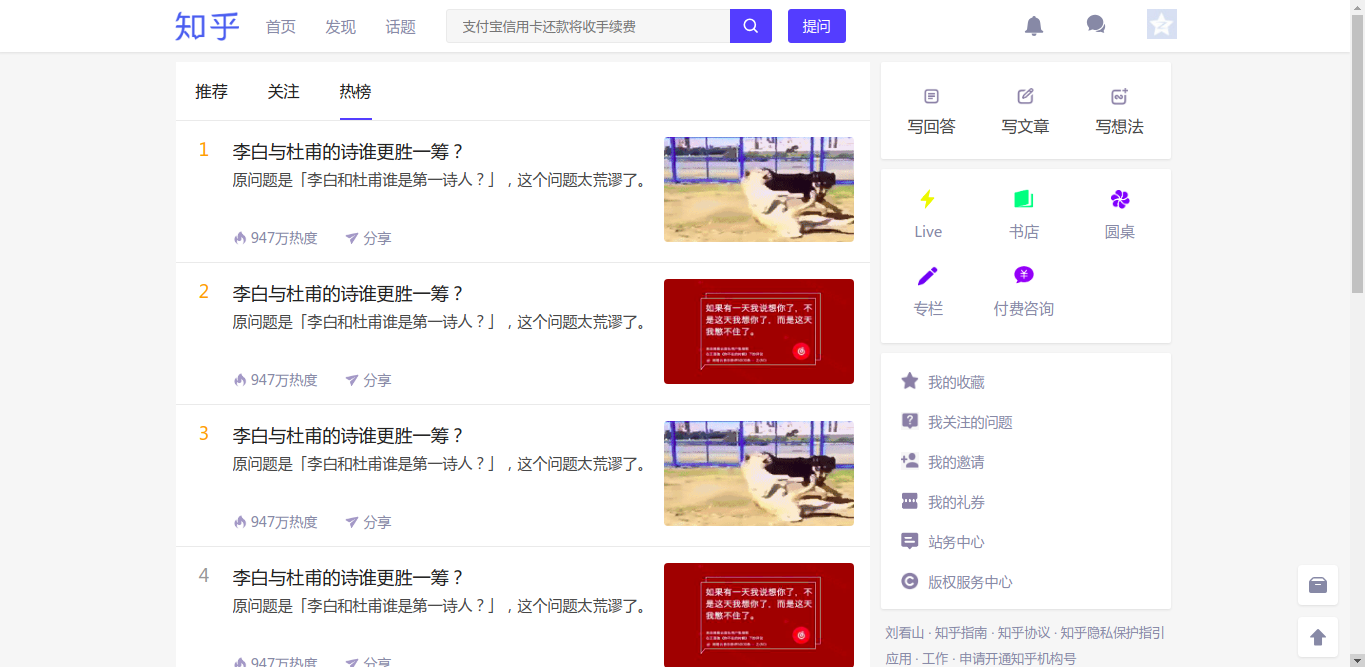 知乎
首页 发现 话题
支付宝信用卡还款将收手续费
提问
推荐 关注 热榜
1
李白与杜甫的诗谁更胜一筹？
原问题是「李白和杜甫谁是第一诗人？」，这个问题太荒谬了。
947万热度 分享
2
李白与杜甫的诗谁更胜一筹？
原问题是「李白和杜甫谁是第一诗人？」，这个问题太荒谬了。
947万热度 分享
如果有一天我说想你了，不
是这天我想你了，而是这天
我憋不住了。
3
李白与杜甫的诗谁更胜一筹？
原问题是「李白和杜甫谁是第一诗人？」，这个问题太荒谬了。
947万热度 分享
4
李白与杜甫的诗谁更胜一筹？
原问题是「李白和杜甫谁是第一诗人？」，这个问题太荒谬了。
947万热度 分享
如果有一天我说想你了，不
是这天我想你了，而是这天
我憋不住了。
写回答 写文章 写想法
Live 书店 圆桌
专栏 付费咨询
我的收藏
我关注的问题
我的邀请
我的礼券
站务中心
版权服务中心
刘看山 · 知乎指南 · 知乎协议 · 知乎隐私保护指引
应用 · 工作 · 申请开通知乎机构号